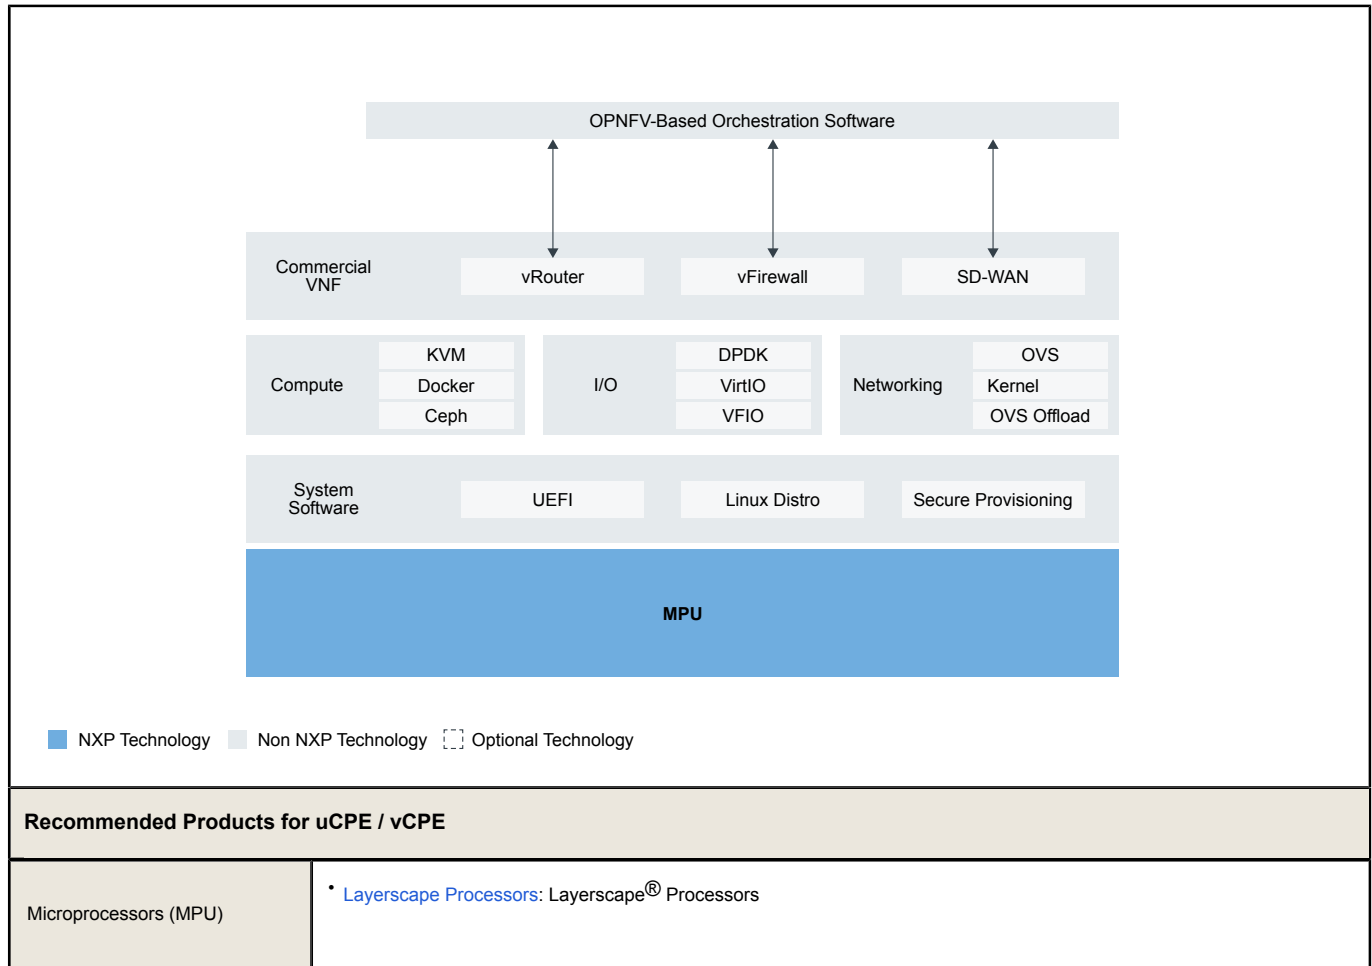 OPNFV-Based Orchestration Software
Commercial
VNF
vRouter
vFirewall
SD-WAN
Compute
KVM
Docker
Ceph
I/O
DPDK
VirtIO
VFIO
Networking
OVS
Kernel
OVS Offload
System
Software
UEFI
Linux Distro
Secure Provisioning
MPU
NXP Technology
Non NXP Technology
Optional Technology
Recommended Products for uCPE / vCPE
Microprocessors (MPU)
• Layerscape Processors: Layerscape® Processors